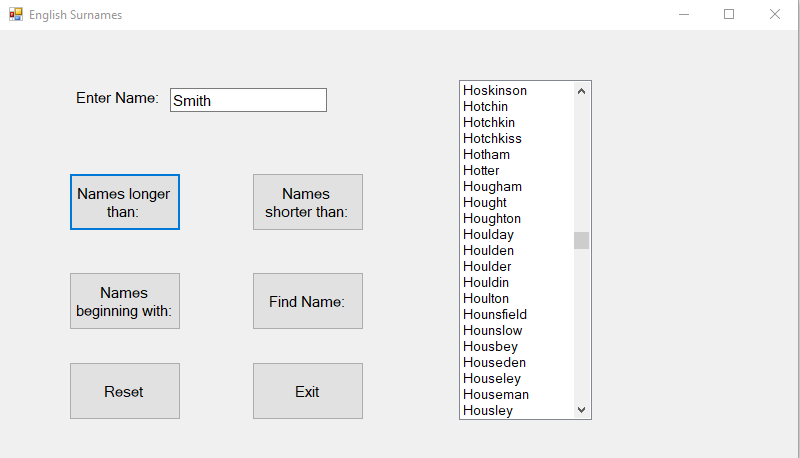 English Surnames
Enter Name:
Smith
Names longer
than:
Names
shorter than:
Names
beginning with:
Find Name:
Reset
Exit
Hoskinson
Hotchin
Hotchkin
Hotchkiss
Hotham
Hotter
Hougham
Hought
Houghton
Houlday
Houlden
Houlder
Houldin
Houlton
Hounsfield
Hounslow
Housbey
Houseden
Houseley
Houseman
Housley